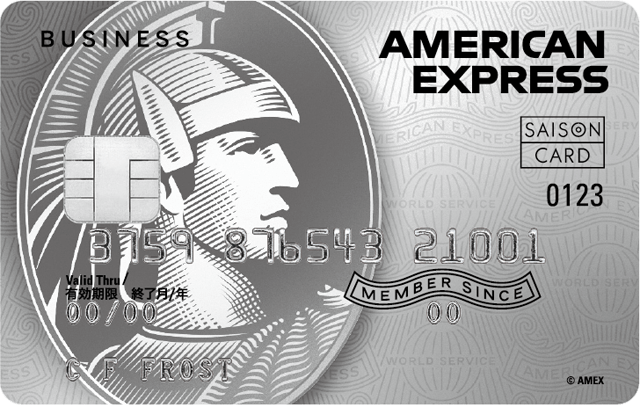 BUSINESS
AMERICAN
EXPRESS
SAISON
CARD
0123
3759 876543 21001
Valid Thru/
有効期限 終了月/年
MEMBER SINCE
00/00
00
C F FROST
© AMEX